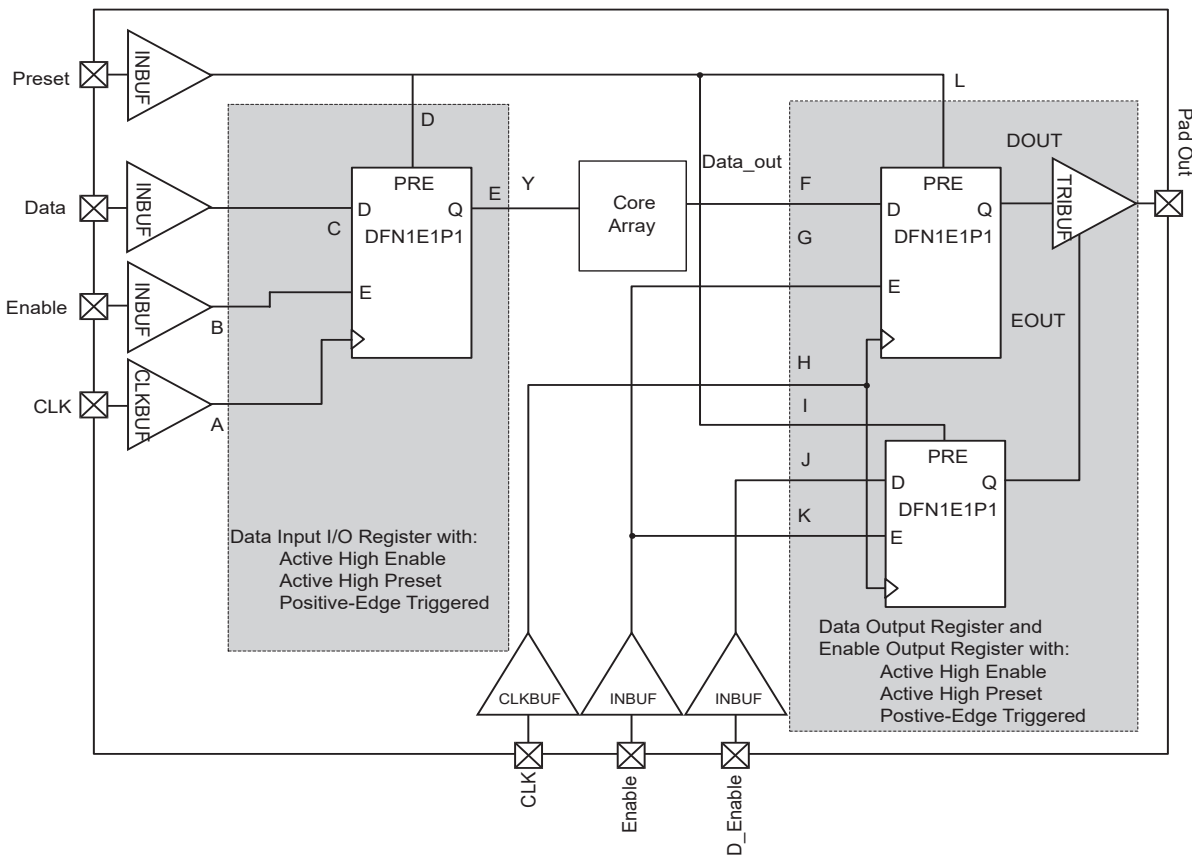 Preset
INBUF
L
D
Pad Out
DOUT
Data_out
PRE
D
Q
DFN1E1P1
C
E
Y
Core
Array
F
G
PRE
D
Q
DFN1E1P1
E
TRIBUF
Data
INBUF
Enable
INBUF
B
E
EOUT
CLK
CLKBUF
A
H
I
J
K
PRE
D
Q
DFN1E1P1
E
Data Input I/O Register with:
Active High Enable
Active High Preset
Positive-Edge Triggered
Data Output Register and
Enable Output Register with:
Active High Enable
Active High Preset
Postive-Edge Triggered
CLKBUF
INBUF
INBUF
CLK
Enable
D_Enable